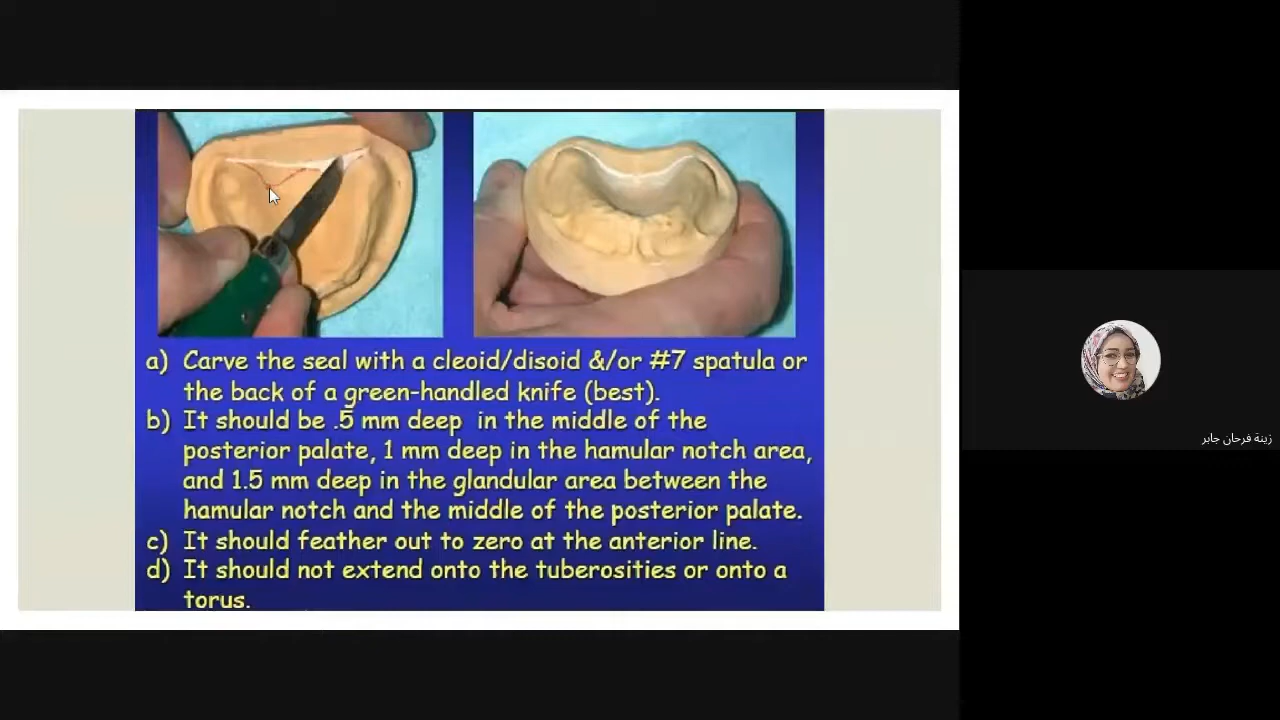 a) Carve the seal with a cleoid/disoid &/or #7 spatula or
the back of a green-handled knife (best).
b) It should be .5 mm deep in the middle of the
posterior palate, 1 mm deep in the hamular notch area,
and 1.5 mm deep in the glandular area between the
hamular notch and the middle of the posterior palate.
c) It should feather out to zero at the anterior line.
d) It should not extend onto the tuberosities or onto a
torus.
زينة فرحان جابر